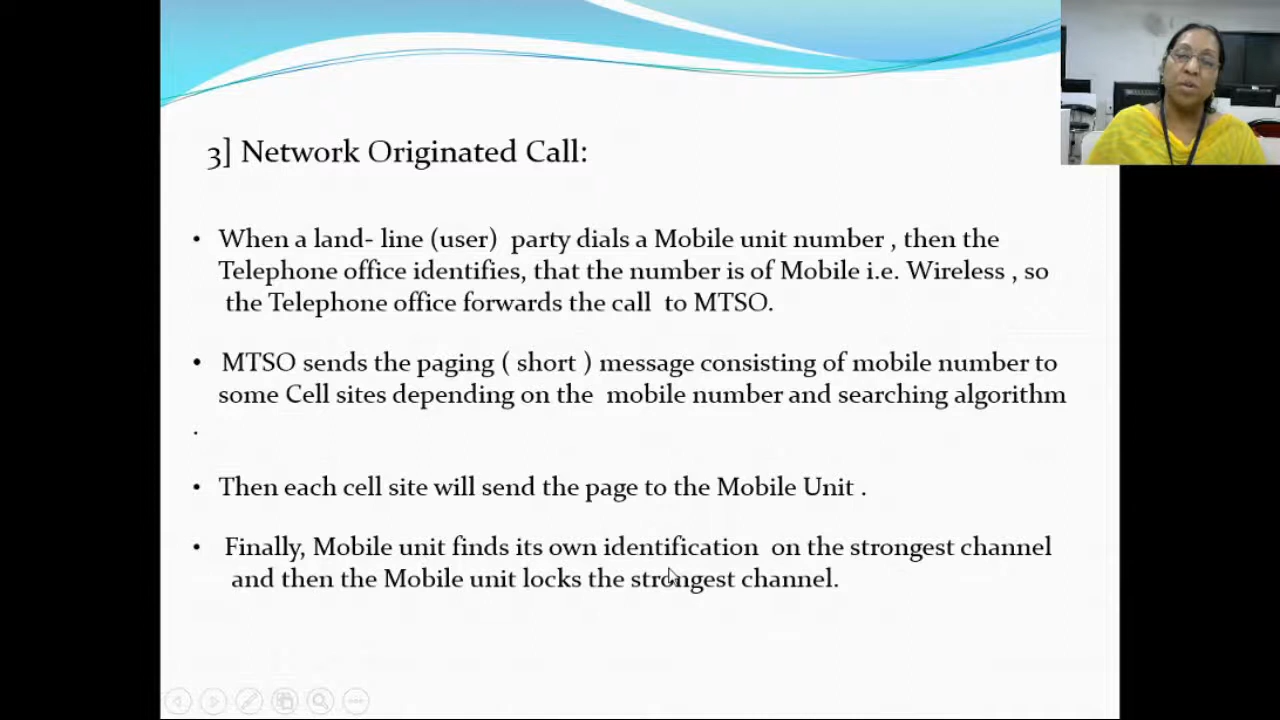 3] Network Originated Call:
• When a land- line (user) party dials a Mobile unit number , then the
Telephone office identifies, that the number is of Mobile i.e. Wireless , so
the Telephone office forwards the call to MTSO.
• MTSO sends the paging ( short ) message consisting of mobile number to
some Cell sites depending on the mobile number and searching algorithm
.
• Then each cell site will send the page to the Mobile Unit .
• Finally, Mobile unit finds its own identification on the strongest channel
and then the Mobile unit locks the strongest channel.